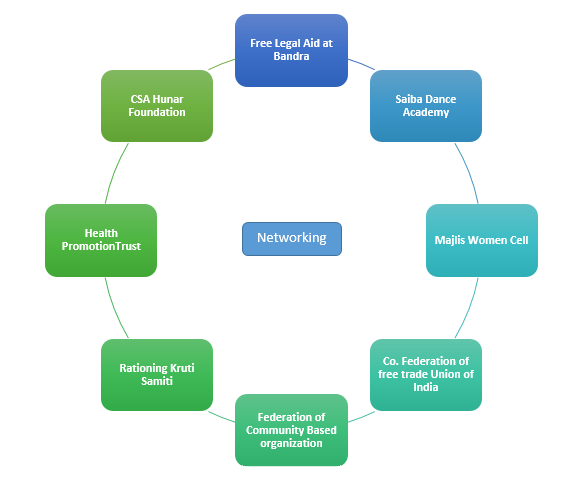 Free Legal Aid at
Bandra
Saiba Dance
Academy
Majlis Women Cell
Co. Federation of
free trade Union of
India
Federation of
Community Based
organization
Rationing Kruti
Samiti
Health
PromotionTrust
CSA Hunar
Foundation
Networking